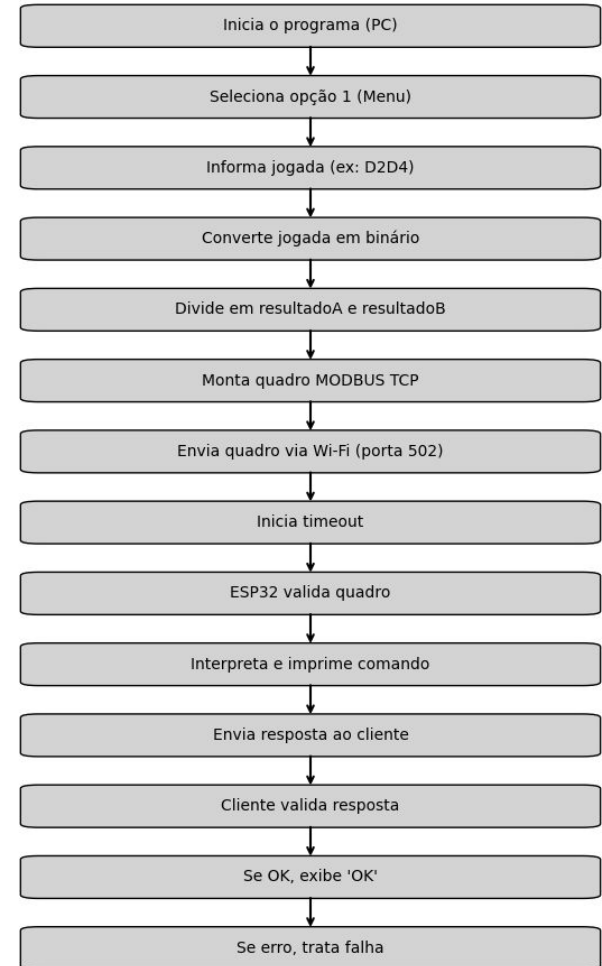 Inicia o programa (PC)
Seleciona opção 1 (Menu)
Informa jogada (ex: D2D4)
Converte jogada em binário
Divide em resultadoA e resultadoB
Monta quadro MODBUS TCP
Envia quadro via Wi-Fi (porta 502)
Inicia timeout
ESP32 valida quadro
Interpreta e imprime comando
Envia resposta ao cliente
Cliente valida resposta
Se OK, exibe 'OK'
Se erro, trata falha